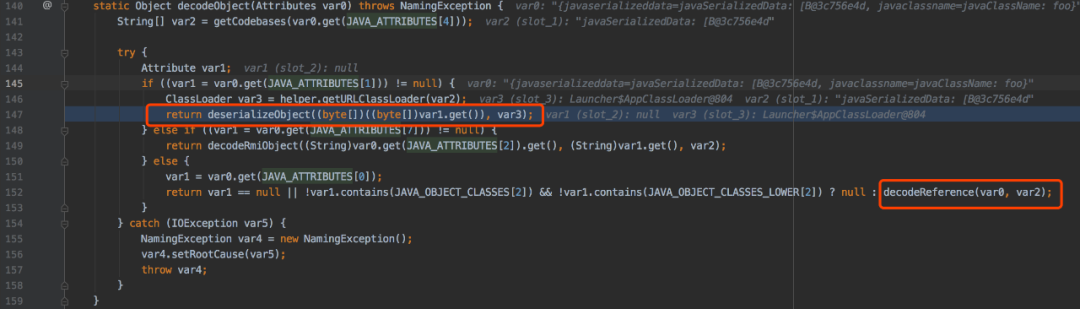 140 @ static Object decodeObject(Attributes var0) throws NamingException { var0: "{javaserializeddata=javaSerializedData: [B@3c756e4d, javaclassname=javaClassName: foo}"
141 String[] var2 = getCodebases(var0.get(JAVA_ATTRIBUTES[4])); var2 (slot_1): "javaSerializedData: [B@3c756e4d"
142
143 try {
144 Attribute var1; var1 (slot_2): null
145 if ((var1 = var0.get(JAVA_ATTRIBUTES[1])) != null) { var0: "{javaserializeddata=javaSerializedData: [B@3c756e4d, javaclassname=javaClassName: foo}"
146 ClassLoader var3 = helper.getURLClassLoader(var2); var3 (slot_3): Launcher$AppClassLoader@804 var2 (slot_1): "javaSerializedData: [B@3c756e4d"
147 return deserializeObject((byte[])((byte[])var1.get()), var3); var1 (slot_2): null var3 (slot_3): Launcher$AppClassLoader@804
148 } else if ((var1 = var0.get(JAVA_ATTRIBUTES[7])) != null) {
149 return decodeRmiObject((String)var0.get(JAVA_ATTRIBUTES[2]).get(), (String)var1.get(), var2);
150 } else {
151 var1 = var0.get(JAVA_ATTRIBUTES[0]);
152 return var1 == null || !var1.contains(JAVA_OBJECT_CLASSES[2]) && !var1.contains(JAVA_OBJECT_CLASSES_LOWER[2]) ? null : decodeReference(var0, var2);
153 }
154 } catch (IOException var5) {
155 NamingException var4 = new NamingException();
156 var4.setRootCause(var5);
157 throw var4;
158 }
159 }